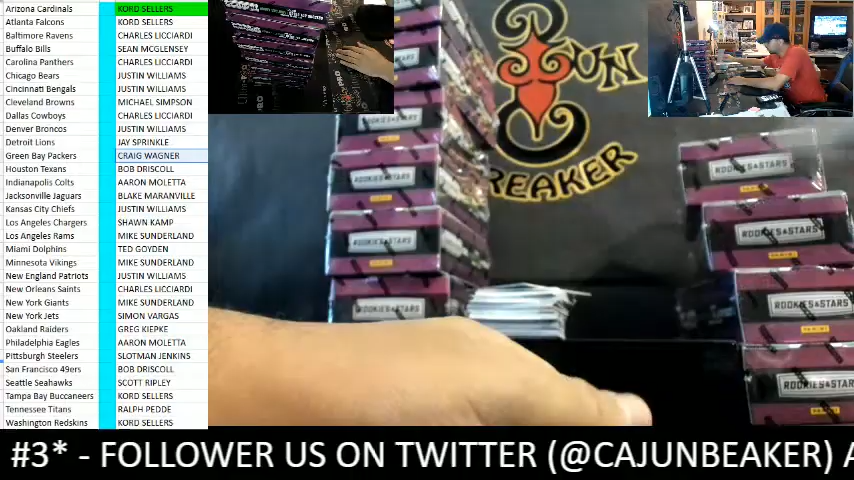 Arizona Cardinals KORD SELLERS
Atlanta Falcons KORD SELLERS
Baltimore Ravens CHARLES LICCIARDI
Buffalo Bills SEAN MCGLENSEY
Carolina Panthers CHARLES LICCIARDI
Chicago Bears JUSTIN WILLIAMS
Cincinnati Bengals JUSTIN WILLIAMS
Cleveland Browns MICHAEL SIMPSON
Dallas Cowboys CHARLES LICCIARDI
Denver Broncos JUSTIN WILLIAMS
Detroit Lions JAY SPRINKLE
Green Bay Packers CRAIG WAGNER
Houston Texans BOB DRISCOLL
Indianapolis Colts AARON MOLETTA
Jacksonville Jaguars BLAKE MARANVILLE
Kansas City Chiefs JUSTIN WILLIAMS
Los Angeles Chargers SHAWN KAMP
Los Angeles Rams MIKE SUNDERLAND
Miami Dolphins TED GOYDEN
Minnesota Vikings MIKE SUNDERLAND
New England Patriots JUSTIN WILLIAMS
New Orleans Saints CHARLES LICCIARDI
New York Giants MIKE SUNDERLAND
New York Jets SIMON VARGAS
Oakland Raiders GREG KIEPKE
Philadelphia Eagles AARON MOLETTA
Pittsburgh Steelers SLOTMAN JENKINS
San Francisco 49ers BOB DRISCOLL
Seattle Seahawks SCOTT RIPLEY
Tampa Bay Buccaneers KORD SELLERS
Tennessee Titans RALPH PEDDE
Washington Redskins KORD SELLERS
REAKER
ROOKIES&STARS
ROOKIES&STARS
ROOKIES&STARS
ROOKIES&STARS
ROOKIES&STARS
PANINI
ROOKIES&STARS
PANINI
ROOKIES&STARS
PANINI
#3* - FOLLOWER US ON TWITTER (@CAJUNBEAKER) A